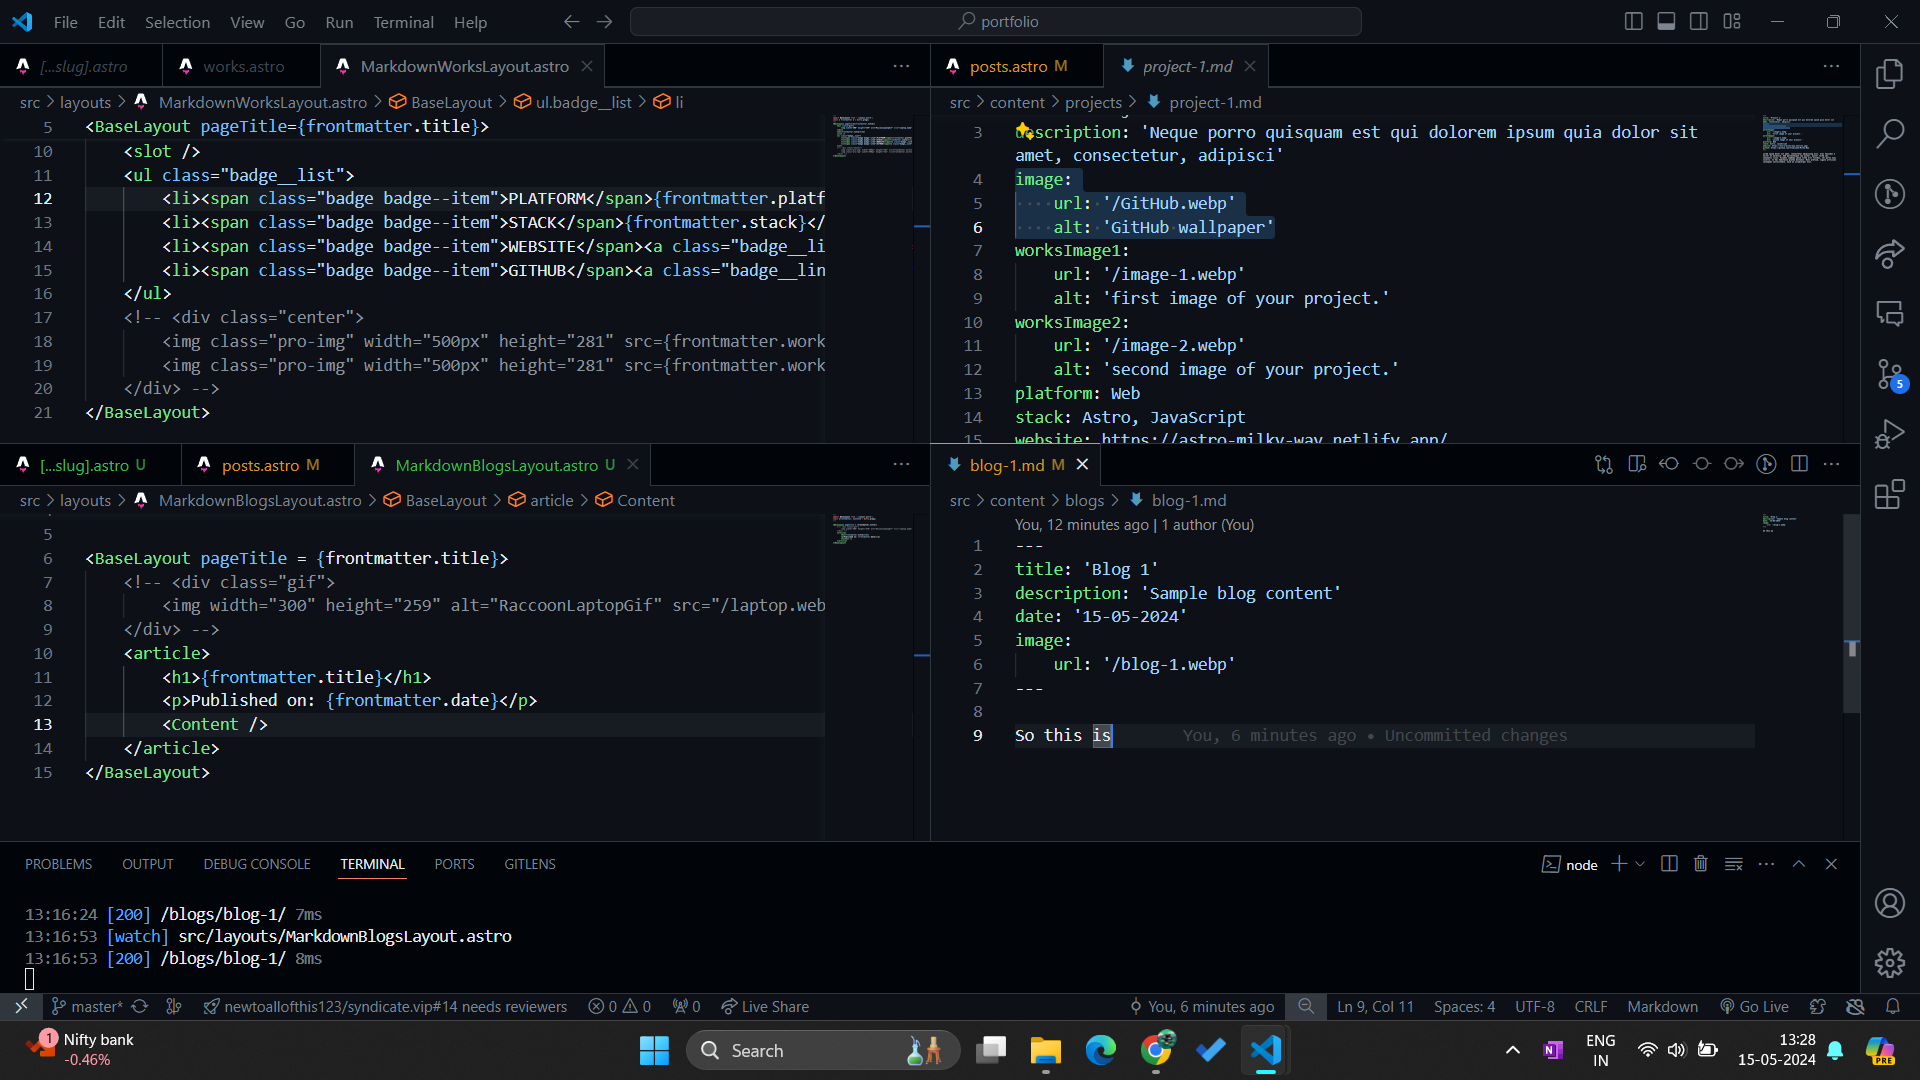 File Edit Selection View Go Run Terminal Help
portfolio
[...slug].astro works.astro MarkdownWorksLayout.astro
src > layouts > MarkdownWorksLayout.astro > BaseLayout > ul.badge__list > li
5 <BaseLayout pageTitle={frontmatter.title}>
10 <slot />
11 <ul class="badge__list">
12 <li><span class="badge badge--item">PLATFORM</span>{frontmatter.platf
13 <li><span class="badge badge--item">STACK</span>{frontmatter.stack}</
14 <li><span class="badge badge--item">WEBSITE</span><a class="badge__li
15 <li><span class="badge badge--item">GITHUB</span><a class="badge__lin
16 </ul>
17 <!-- <div class="center">
18 <img class="pro-img" width="500px" height="281" src={frontmatter.work
19 <img class="pro-img" width="500px" height="281" src={frontmatter.work
20 </div> -->
21 </BaseLayout>
posts.astro M project-1.md
src > content > projects > project-1.md
3 description: 'Neque porro quisquam est qui dolorem ipsum quia dolor sit
amet, consectetur, adipisci'
4 image:
5 url: '/GitHub.webp'
6 alt: 'GitHub wallpaper'
7 worksImage1:
8 url: '/image-1.webp'
9 alt: 'first image of your project.'
10 worksImage2:
11 url: '/image-2.webp'
12 alt: 'second image of your project.'
13 platform: Web
14 stack: Astro, JavaScript
15 website: https://astro-milky-way.netlify.app/
[...slug].astro U posts.astro M MarkdownBlogsLayout.astro U
src > layouts > MarkdownBlogsLayout.astro > BaseLayout > article > Content
5
6 <BaseLayout pageTitle = {frontmatter.title}>
7 <!-- <div class="gif">
8 <img width="300" height="259" alt="RaccoonLaptopGif" src="/laptop.web
9 </div> -->
10 <article>
11 <h1>{frontmatter.title}</h1>
12 <p>Published on: {frontmatter.date}</p>
13 <Content />
14 </article>
15 </BaseLayout>
blog-1.md M
src > content > blogs > blog-1.md
You, 12 minutes ago | 1 author (You)
1 ---
2 title: 'Blog 1'
3 description: 'Sample blog content'
4 date: '15-05-2024'
5 image:
6 url: '/blog-1.webp'
7 ---
8
9 So this is You, 6 minutes ago • Uncommitted changes
5
PROBLEMS OUTPUT DEBUG CONSOLE TERMINAL PORTS GITLENS
node
13:16:24 [200] /blogs/blog-1/ 7ms
13:16:53 [watch] src/layouts/MarkdownBlogsLayout.astro
13:16:53 [200] /blogs/blog-1/ 8ms
master* newtoallofthis123/syndicate.vip#14 needs reviewers 0 0 0 Live Share You, 6 minutes ago Ln 9, Col 11 Spaces: 4 UTF-8 CRLF Markdown Go Live
1 Nifty bank
-0.46%
Search
N
ENG
IN
13:28
15-05-2024
PRE